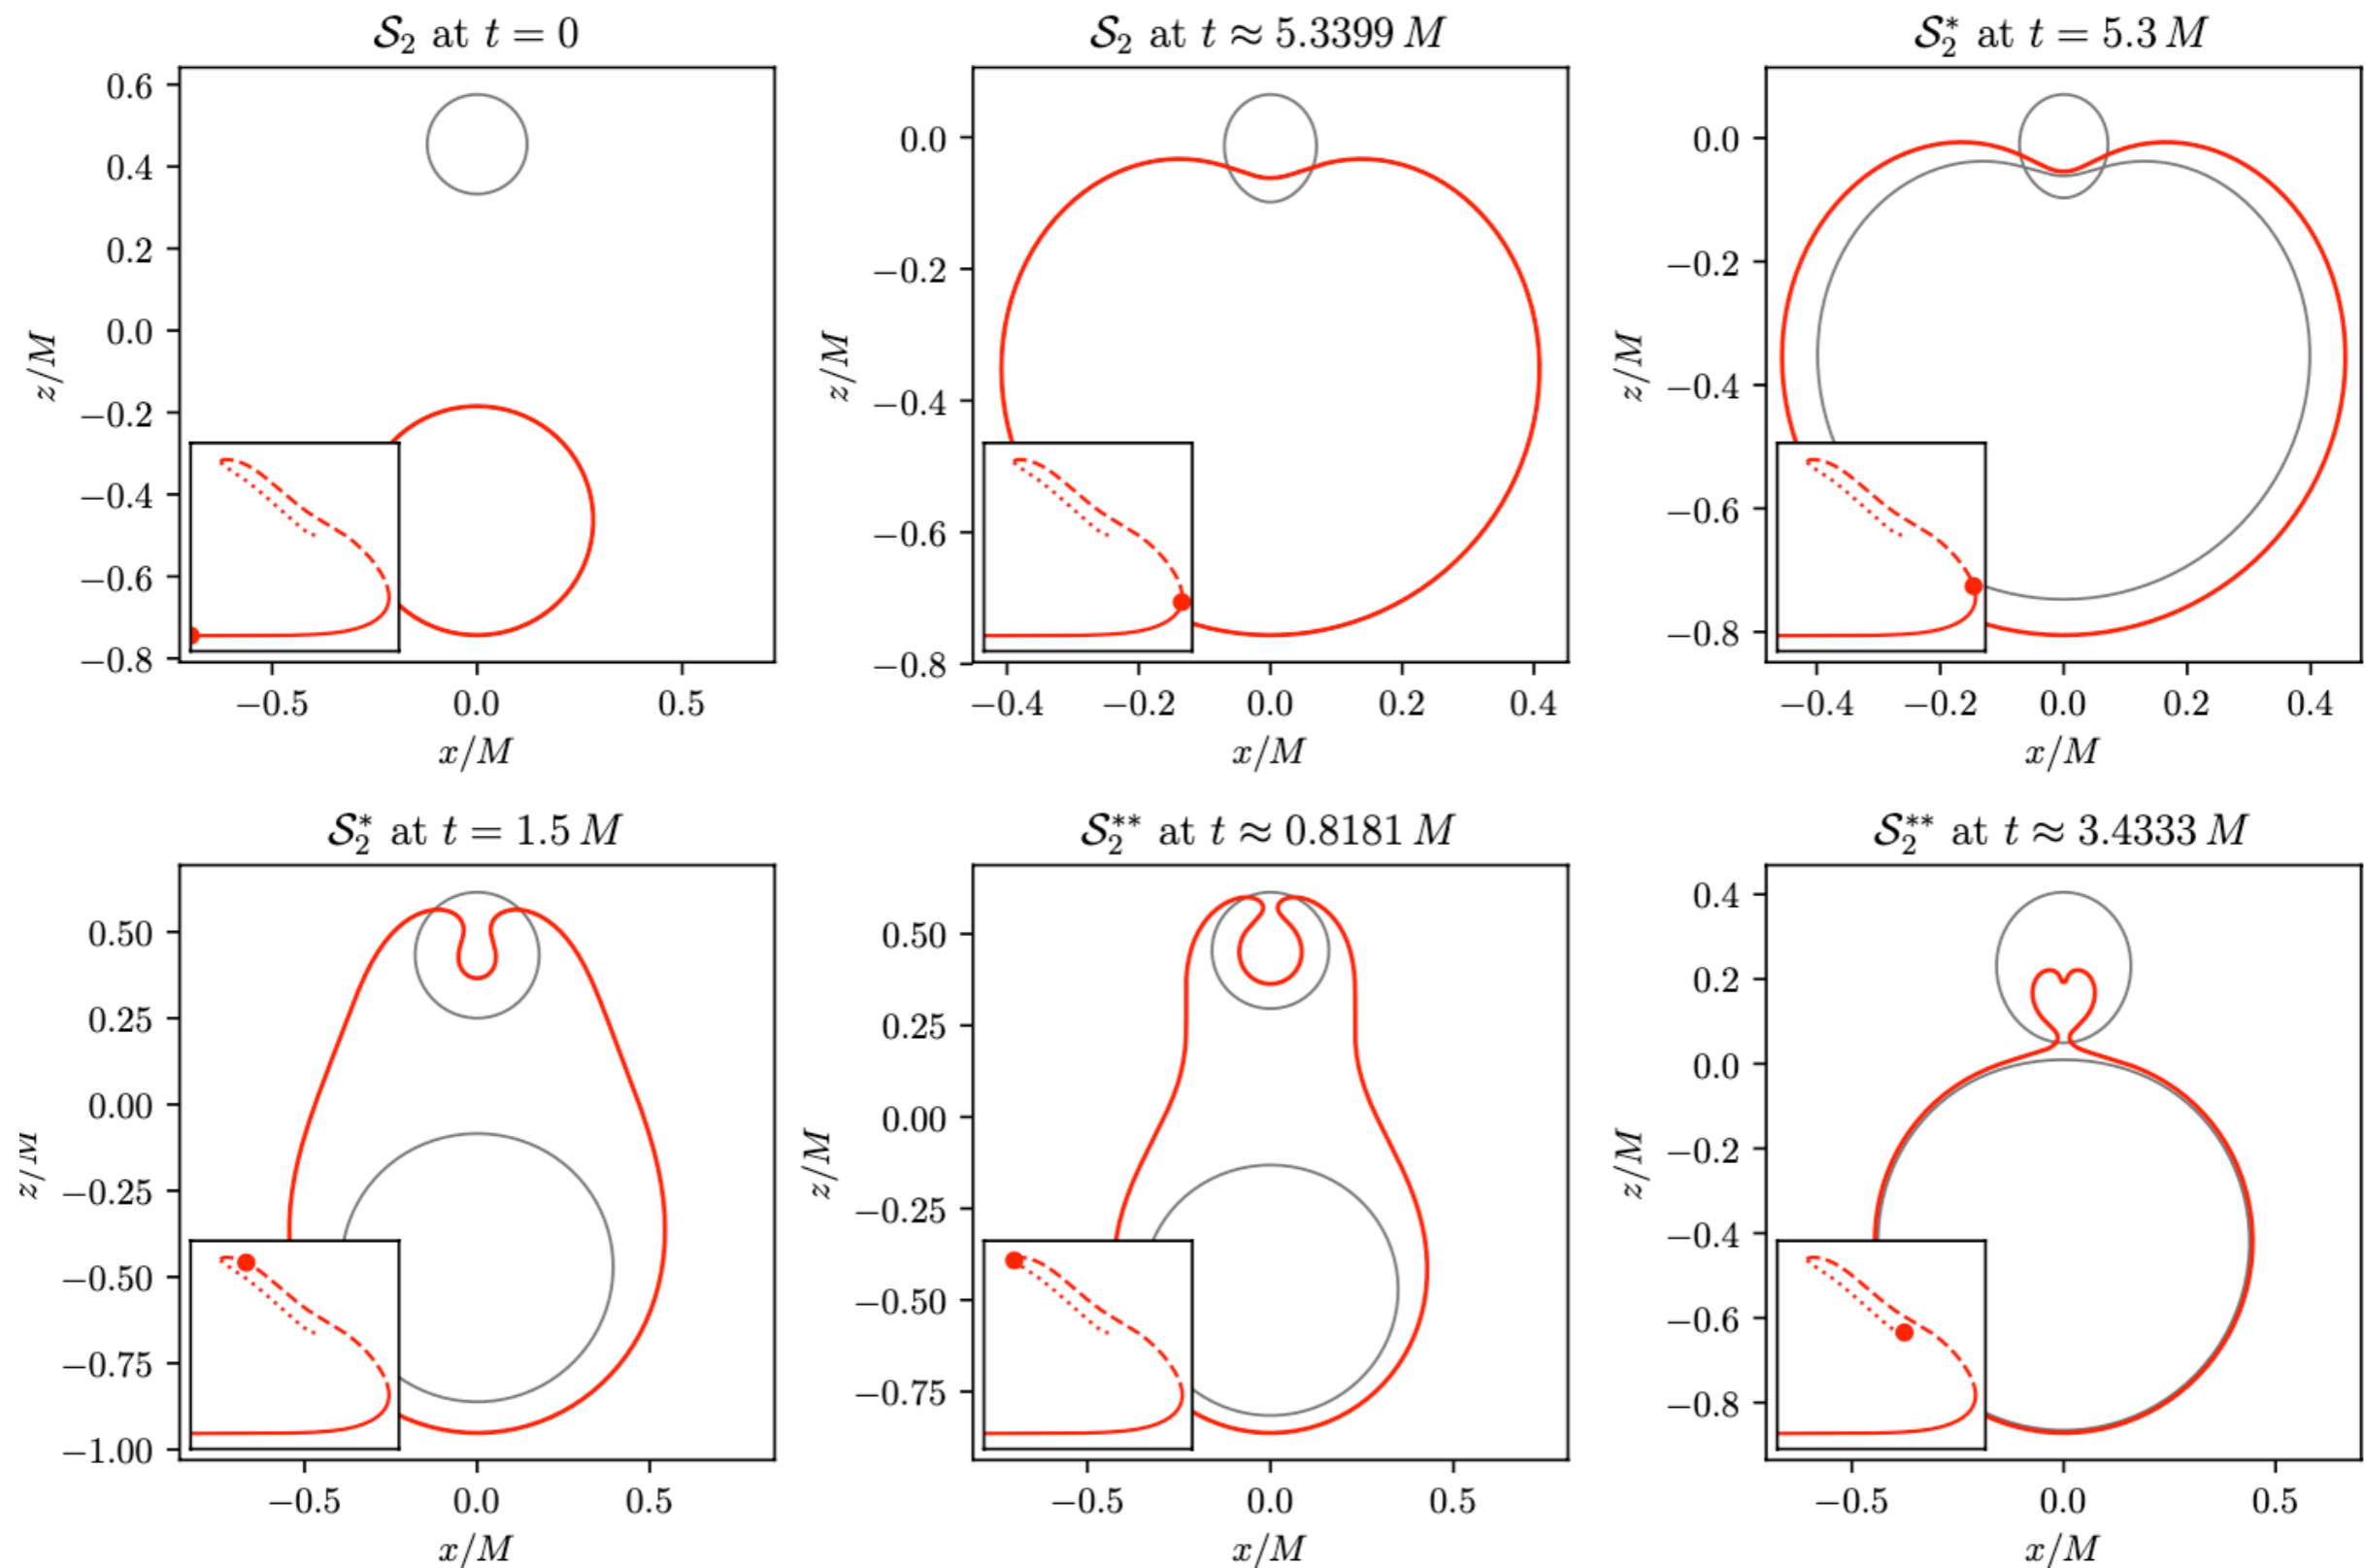 𝒮₂ at t = 0
0.6
0.4
0.2
0.0
−0.2
−0.4
−0.6
−0.8
z/M
−0.5 0.0 0.5
x/M
𝒮₂ at t ≈ 5.3399 M
0.0
−0.2
−0.4
−0.6
−0.8
z/M
−0.4 −0.2 0.0 0.2 0.4
x/M
𝒮₂* at t = 5.3 M
0.0
−0.2
−0.4
−0.6
−0.8
z/M
−0.4 −0.2 0.0 0.2 0.4
x/M
𝒮₂* at t = 1.5 M
0.50
0.25
0.00
−0.25
−0.50
−0.75
−1.00
z/M
−0.5 0.0 0.5
x/M
𝒮₂** at t ≈ 0.8181 M
0.50
0.25
0.00
−0.25
−0.50
−0.75
z/M
−0.5 0.0 0.5
x/M
𝒮₂** at t ≈ 3.4333 M
0.4
0.2
0.0
−0.2
−0.4
−0.6
−0.8
z/M
−0.5 0.0 0.5
x/M